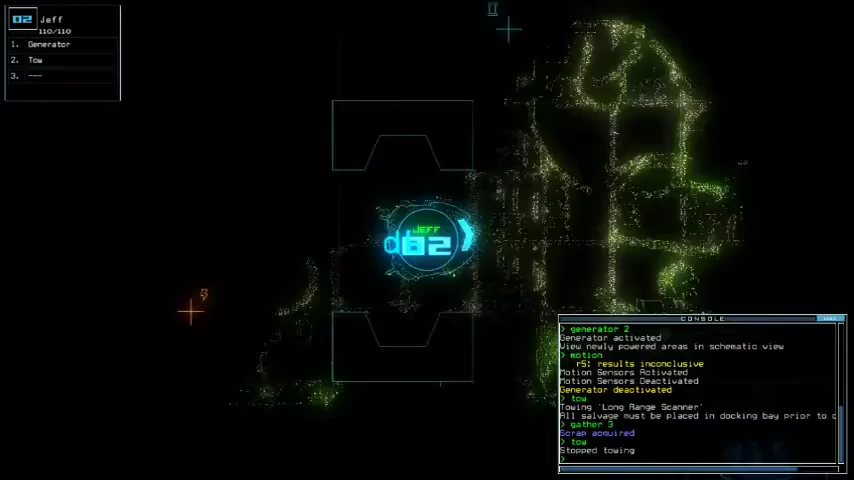 02 Jeff
110/110
1. Generator
2. Tow
3. ---
JEFF
d02
CONSOLE
> generator 2
Generator activated
View newly powered areas in schematic view
> motion
r5: results inconclusive
Motion Sensors Activated
Motion Sensors Deactivated
Generator deactivated
> tow
Towing 'Long Range Scanner'
All salvage must be placed in docking bay prior to
> gather 3
Scrap acquired
> tow
Stopped towing
>